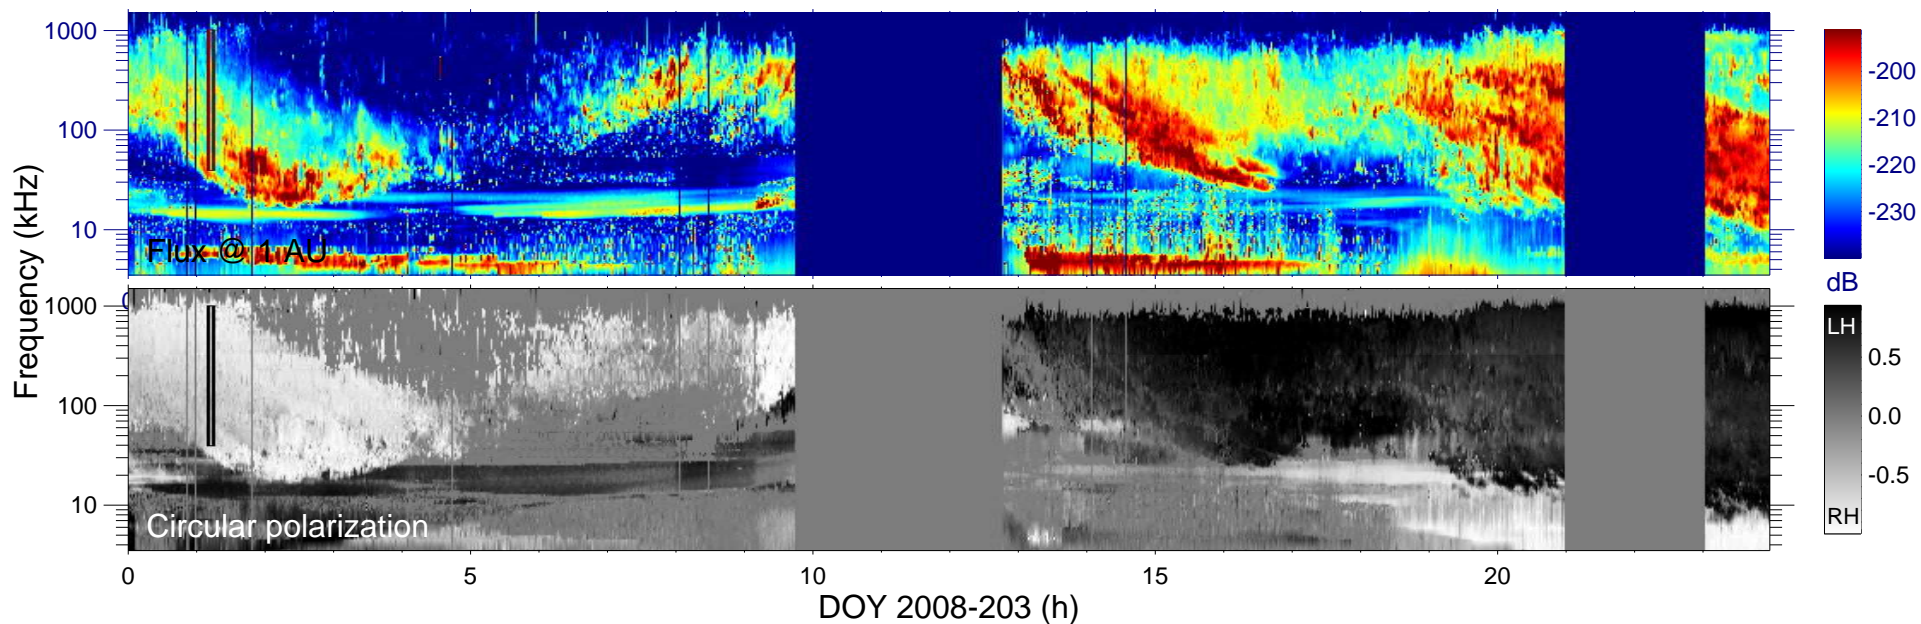 Frequency (kHz)
1000
100
10
Flux @ 1 AU
0
-200
-210
-220
-230
dB
1000
100
10
Circular polarization
LH
0.5
0.0
-0.5
RH
0
5
10
15
20
DOY 2008-203 (h)